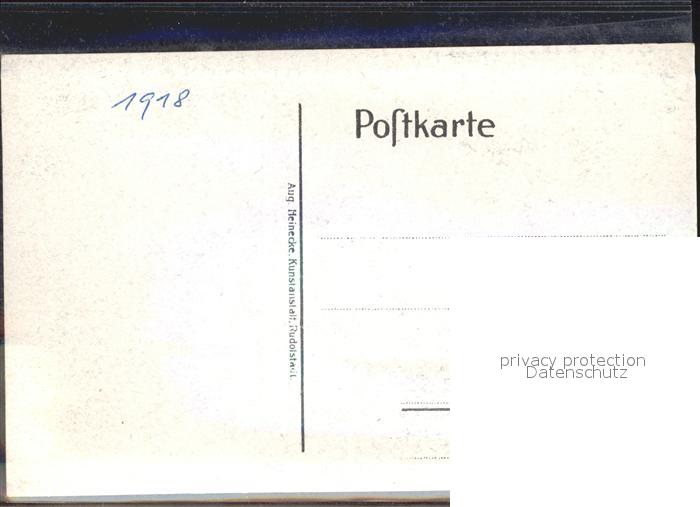 1918
Poſtkarte
Aug. Heinecke, Kunstanstalt, Rudolstadt.
privacy protection
Datenschutz